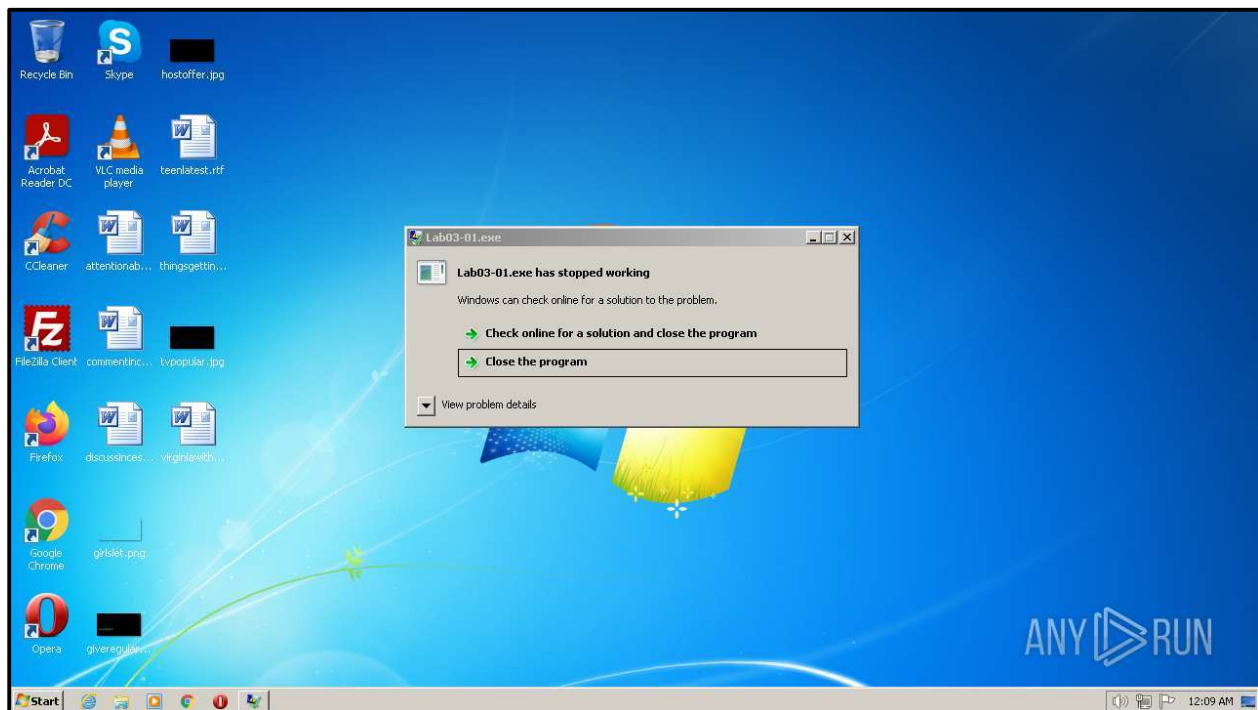 Recycle Bin
Skype
hostoffer.jpg
Acrobat
Reader DC
VLC media
player
teenlatest.rtf
CCleaner
attentionab...
thingsgettin...
FileZilla Client
commentinc...
tvpopular.jpg
Firefox
discussinces...
virginiawith...
Google
Chrome
girlslet.png
Opera
giveregular...
Lab03-01.exe
Lab03-01.exe has stopped working
Windows can check online for a solution to the problem.
Check online for a solution and close the program
Close the program
View problem details
ANY RUN
Start
12:09 AM